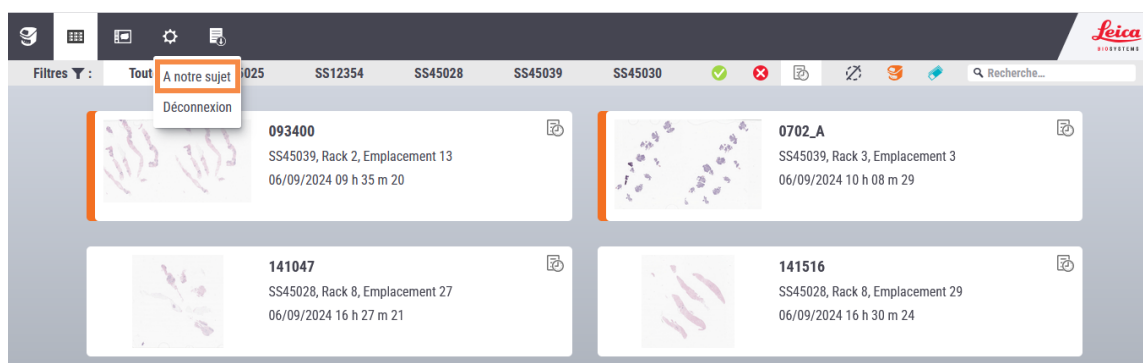 Leica
BIOSYSTEMS
Filtres : Tout 5025 SS12354 SS45028 SS45039 SS45030 Recherche...
A notre sujet
Déconnexion
093400
SS45039, Rack 2, Emplacement 13
06/09/2024 09 h 35 m 20
0702_A
SS45039, Rack 3, Emplacement 3
06/09/2024 10 h 08 m 29
141047
SS45028, Rack 8, Emplacement 27
06/09/2024 16 h 27 m 21
141516
SS45028, Rack 8, Emplacement 29
06/09/2024 16 h 30 m 24